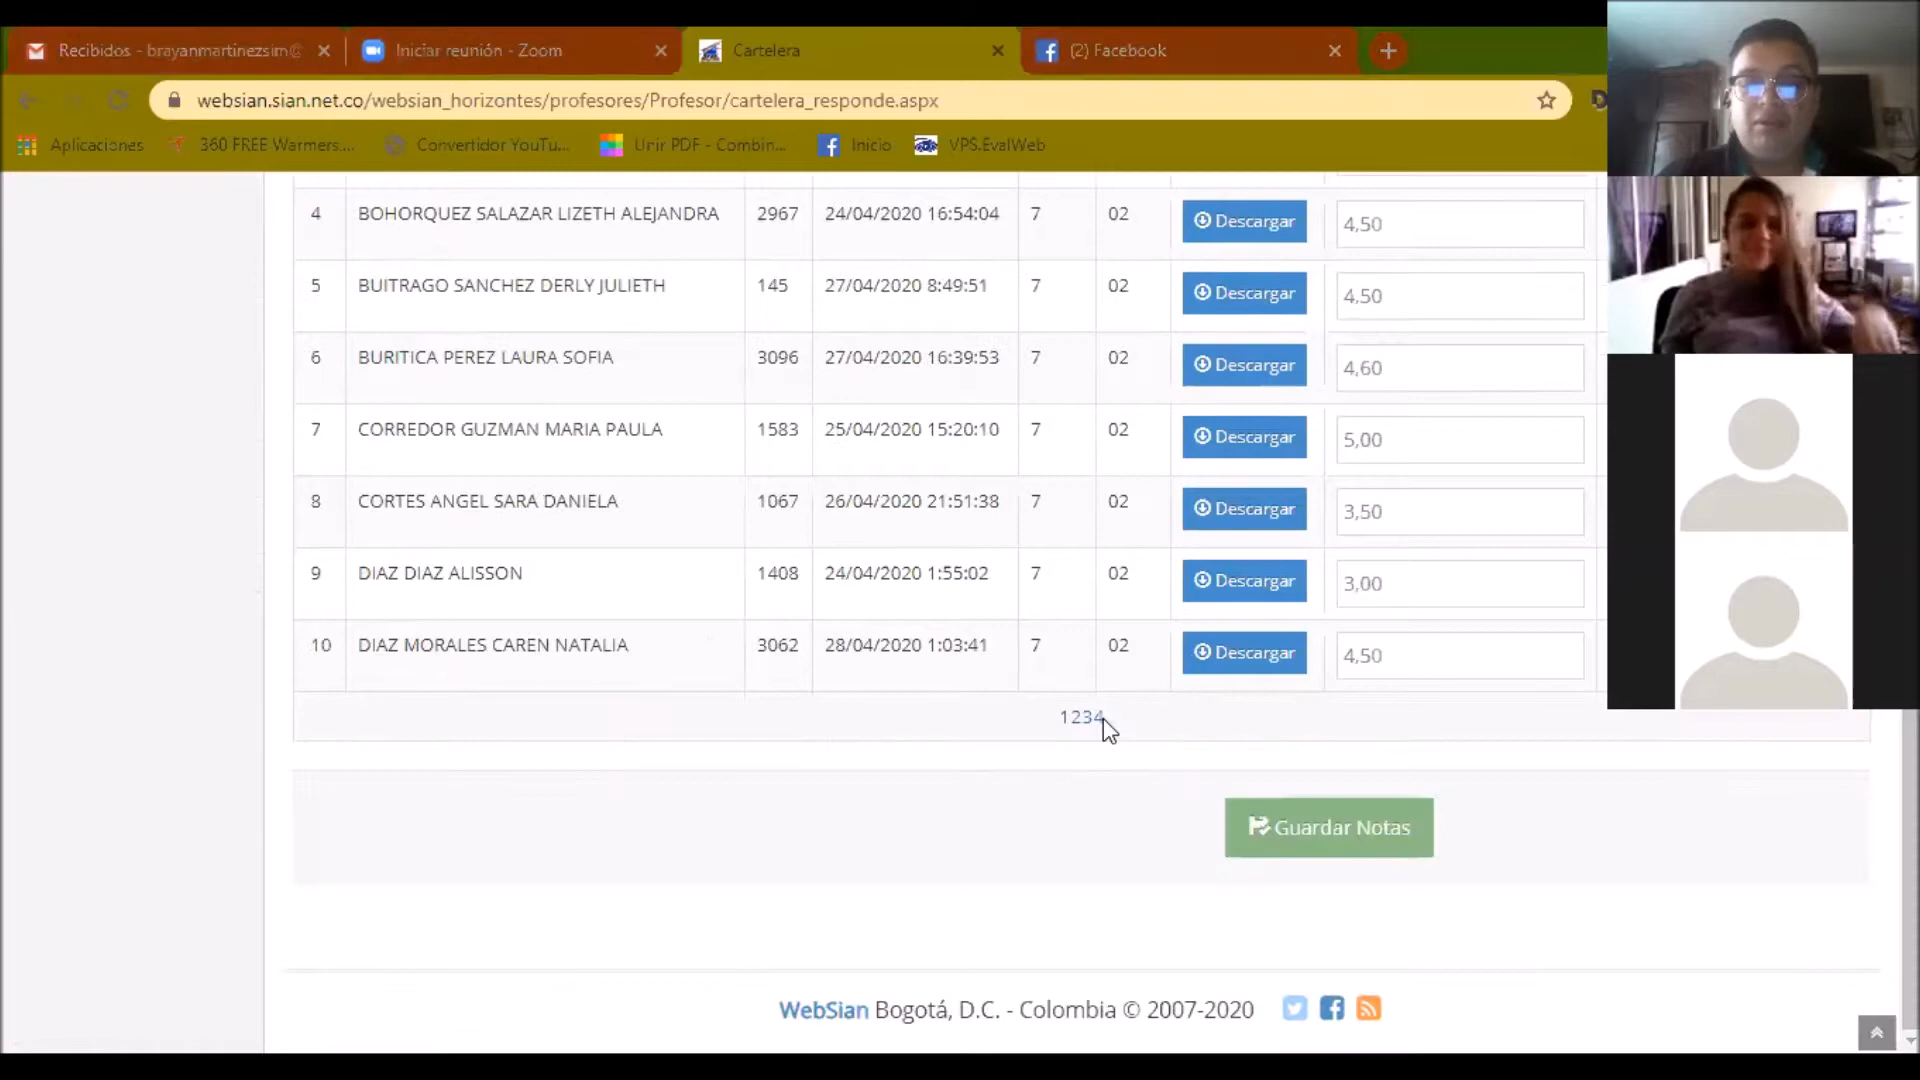 Recibidos - brayanmartinezsim@
Iniciar reunión - Zoom
Cartelera
(2) Facebook
websian.sian.net.co/websian_horizontes/profesores/Profesor/cartelera_responde.aspx
Aplicaciones
360 FREE Warmers,...
Convertidor YouTu...
Unir PDF - Combin...
Inicio
VPS.EvalWeb
4 BOHORQUEZ SALAZAR LIZETH ALEJANDRA 2967 24/04/2020 16:54:04 7 02 Descargar 4,50
5 BUITRAGO SANCHEZ DERLY JULIETH 145 27/04/2020 8:49:51 7 02 Descargar 4,50
6 BURITICA PEREZ LAURA SOFIA 3096 27/04/2020 16:39:53 7 02 Descargar 4,60
7 CORREDOR GUZMAN MARIA PAULA 1583 25/04/2020 15:20:10 7 02 Descargar 5,00
8 CORTES ANGEL SARA DANIELA 1067 26/04/2020 21:51:38 7 02 Descargar 3,50
9 DIAZ DIAZ ALISSON 1408 24/04/2020 1:55:02 7 02 Descargar 3,00
10 DIAZ MORALES CAREN NATALIA 3062 28/04/2020 1:03:41 7 02 Descargar 4,50
1234
Guardar Notas
WebSian Bogotá, D.C. - Colombia © 2007-2020